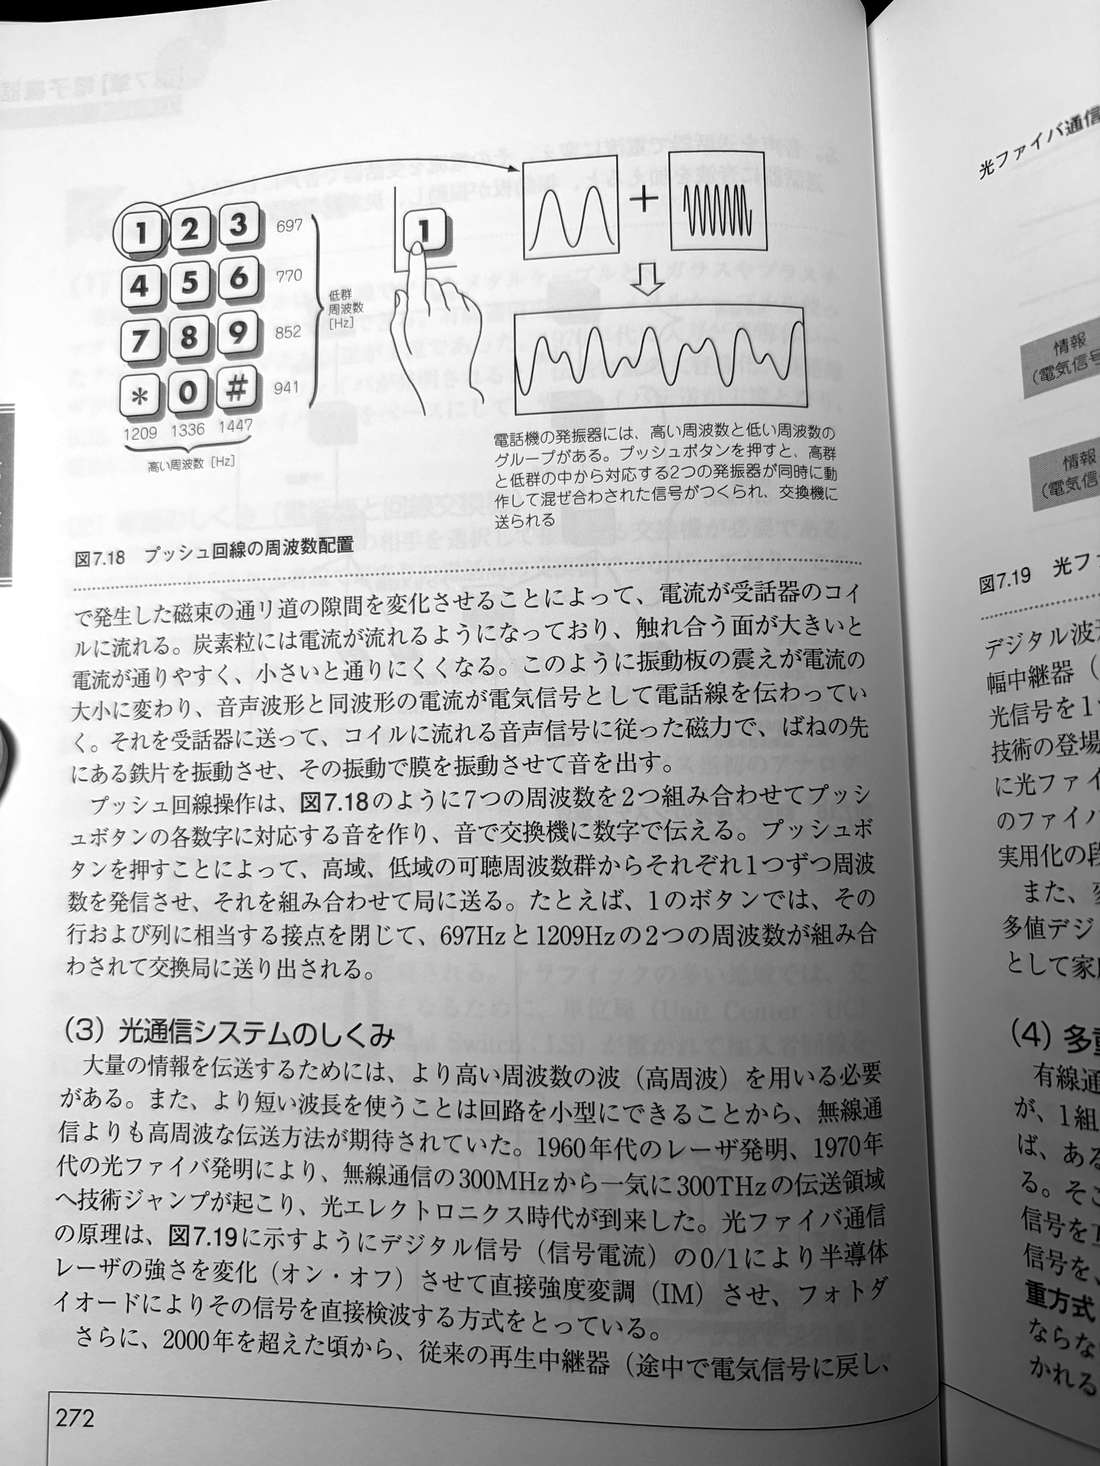 1 2 3 697
4 5 6 770
7 8 9 852
* 0 # 941
1209 1336 1447
高い周波数[Hz]
低群
周波数
[Hz]
1
+
電話機の発振器には、高い周波数と低い周波数の
グループがある。プッシュボタンを押すと、高群
と低群の中から対応する2つの発振器が同時に動
作して混ぜ合わされた信号がつくられ、交換機に
送られる
図7.18 プッシュ回線の周波数配置
で発生した磁束の通り道の隙間を変化させることによって、電流が受話器のコイ
ルに流れる。炭素粒には電流が流れるようになっており、触れ合う面が大きいと
電流が通りやすく、小さいと通りにくくなる。このように振動板の震えが電流の
大小に変わり、音声波形と同波形の電流が電気信号として電話線を伝わってい
く。それを受話器に送って、コイルに流れる音声信号に従った磁力で、ばねの先
にある鉄片を振動させ、その振動で膜を振動させて音を出す。
プッシュ回線操作は、図7.18のように7つの周波数を2つ組み合わせてプッシ
ュボタンの各数字に対応する音を作り、音で交換機に数字で伝える。プッシュボ
タンを押すことによって、高域、低域の可聴周波数群からそれぞれ1つずつ周波
数を発信させ、それを組み合わせて局に送る。たとえば、1のボタンでは、その
行および列に相当する接点を閉じて、697Hzと1209Hzの2つの周波数が組み合
わされて交換局に送り出される。
(3) 光通信システムのしくみ
大量の情報を伝送するためには、より高い周波数の波(高周波)を用いる必要
がある。また、より短い波長を使うことは回路を小型にできることから、無線通
信よりも高周波な伝送方法が期待されていた。1960年代のレーザ発明、1970年
代の光ファイバ発明により、無線通信の300MHzから一気に300THzの伝送領域
へ技術ジャンプが起こり、光エレクトロニクス時代が到来した。光ファイバ通信
の原理は、図7.19に示すようにデジタル信号(信号電流)の0/1により半導体
レーザの強さを変化(オン・オフ)させて直接強度変調(IM)させ、フォトダ
イオードによりその信号を直接検波する方式をとっている。
さらに、2000年を超えた頃から、従来の再生中継器(途中で電気信号に戻し、
272
光ファイバ通信
情報
(電気信号
情報
(電気信
図7.19 光フ
デジタル波
幅中継器(
光信号を1
技術の登場
に光ファイ
のファイバ
実用化の段
また、
多値デジ
として家
(4) 多重
有線通
が、1組
ば、ある
る。そこ
信号を
信号を、
重方式
ならな
かれる